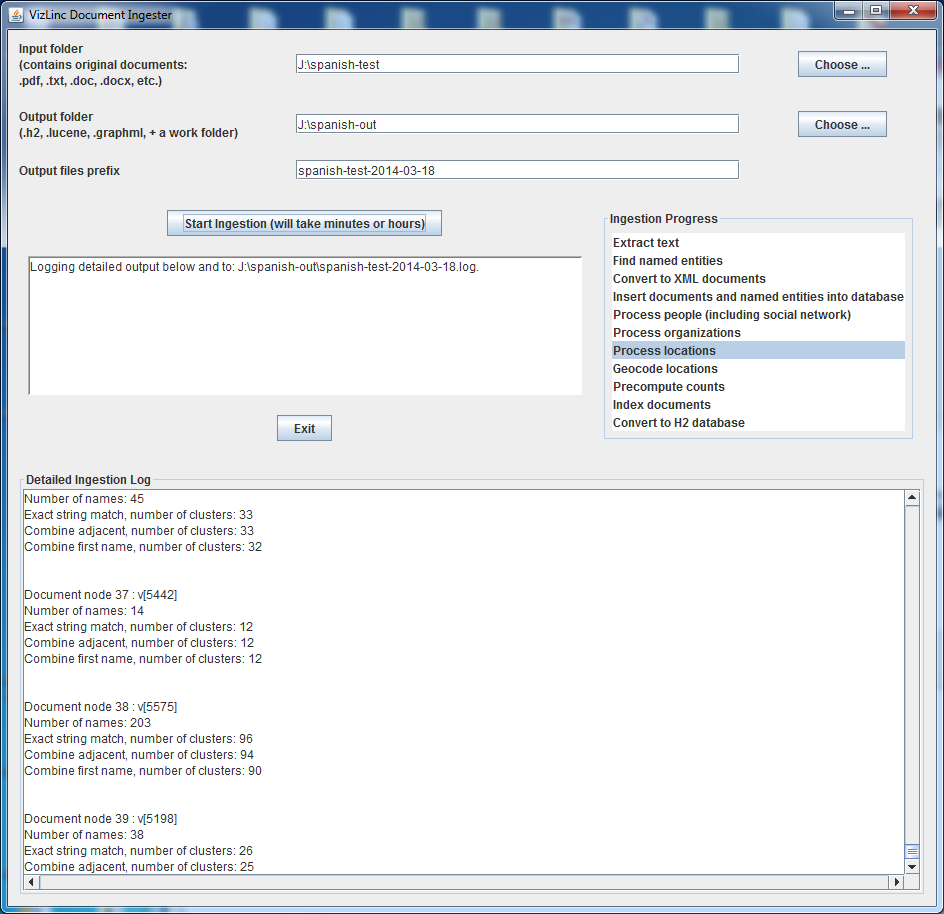 VizLinc Document Ingester
Input folder
(contains original documents:
.pdf, .txt, .doc, .docx, etc.)
J:\spanish-test
Choose ...
Output folder
(.h2, .lucene, .graphml, + a work folder)
J:\spanish-out
Choose ...
Output files prefix
spanish-test-2014-03-18
Start Ingestion (will take minutes or hours)
Logging detailed output below and to: J:\spanish-out\spanish-test-2014-03-18.log.
Exit
Ingestion Progress
Extract text
Find named entities
Convert to XML documents
Insert documents and named entities into database
Process people (including social network)
Process organizations
Process locations
Geocode locations
Precompute counts
Index documents
Convert to H2 database
Detailed Ingestion Log
Number of names: 45
Exact string match, number of clusters: 33
Combine adjacent, number of clusters: 33
Combine first name, number of clusters: 32
Document node 37 : v[5442]
Number of names: 14
Exact string match, number of clusters: 12
Combine adjacent, number of clusters: 12
Combine first name, number of clusters: 12
Document node 38 : v[5575]
Number of names: 203
Exact string match, number of clusters: 96
Combine adjacent, number of clusters: 94
Combine first name, number of clusters: 90
Document node 39 : v[5198]
Number of names: 38
Exact string match, number of clusters: 26
Combine adjacent, number of clusters: 25